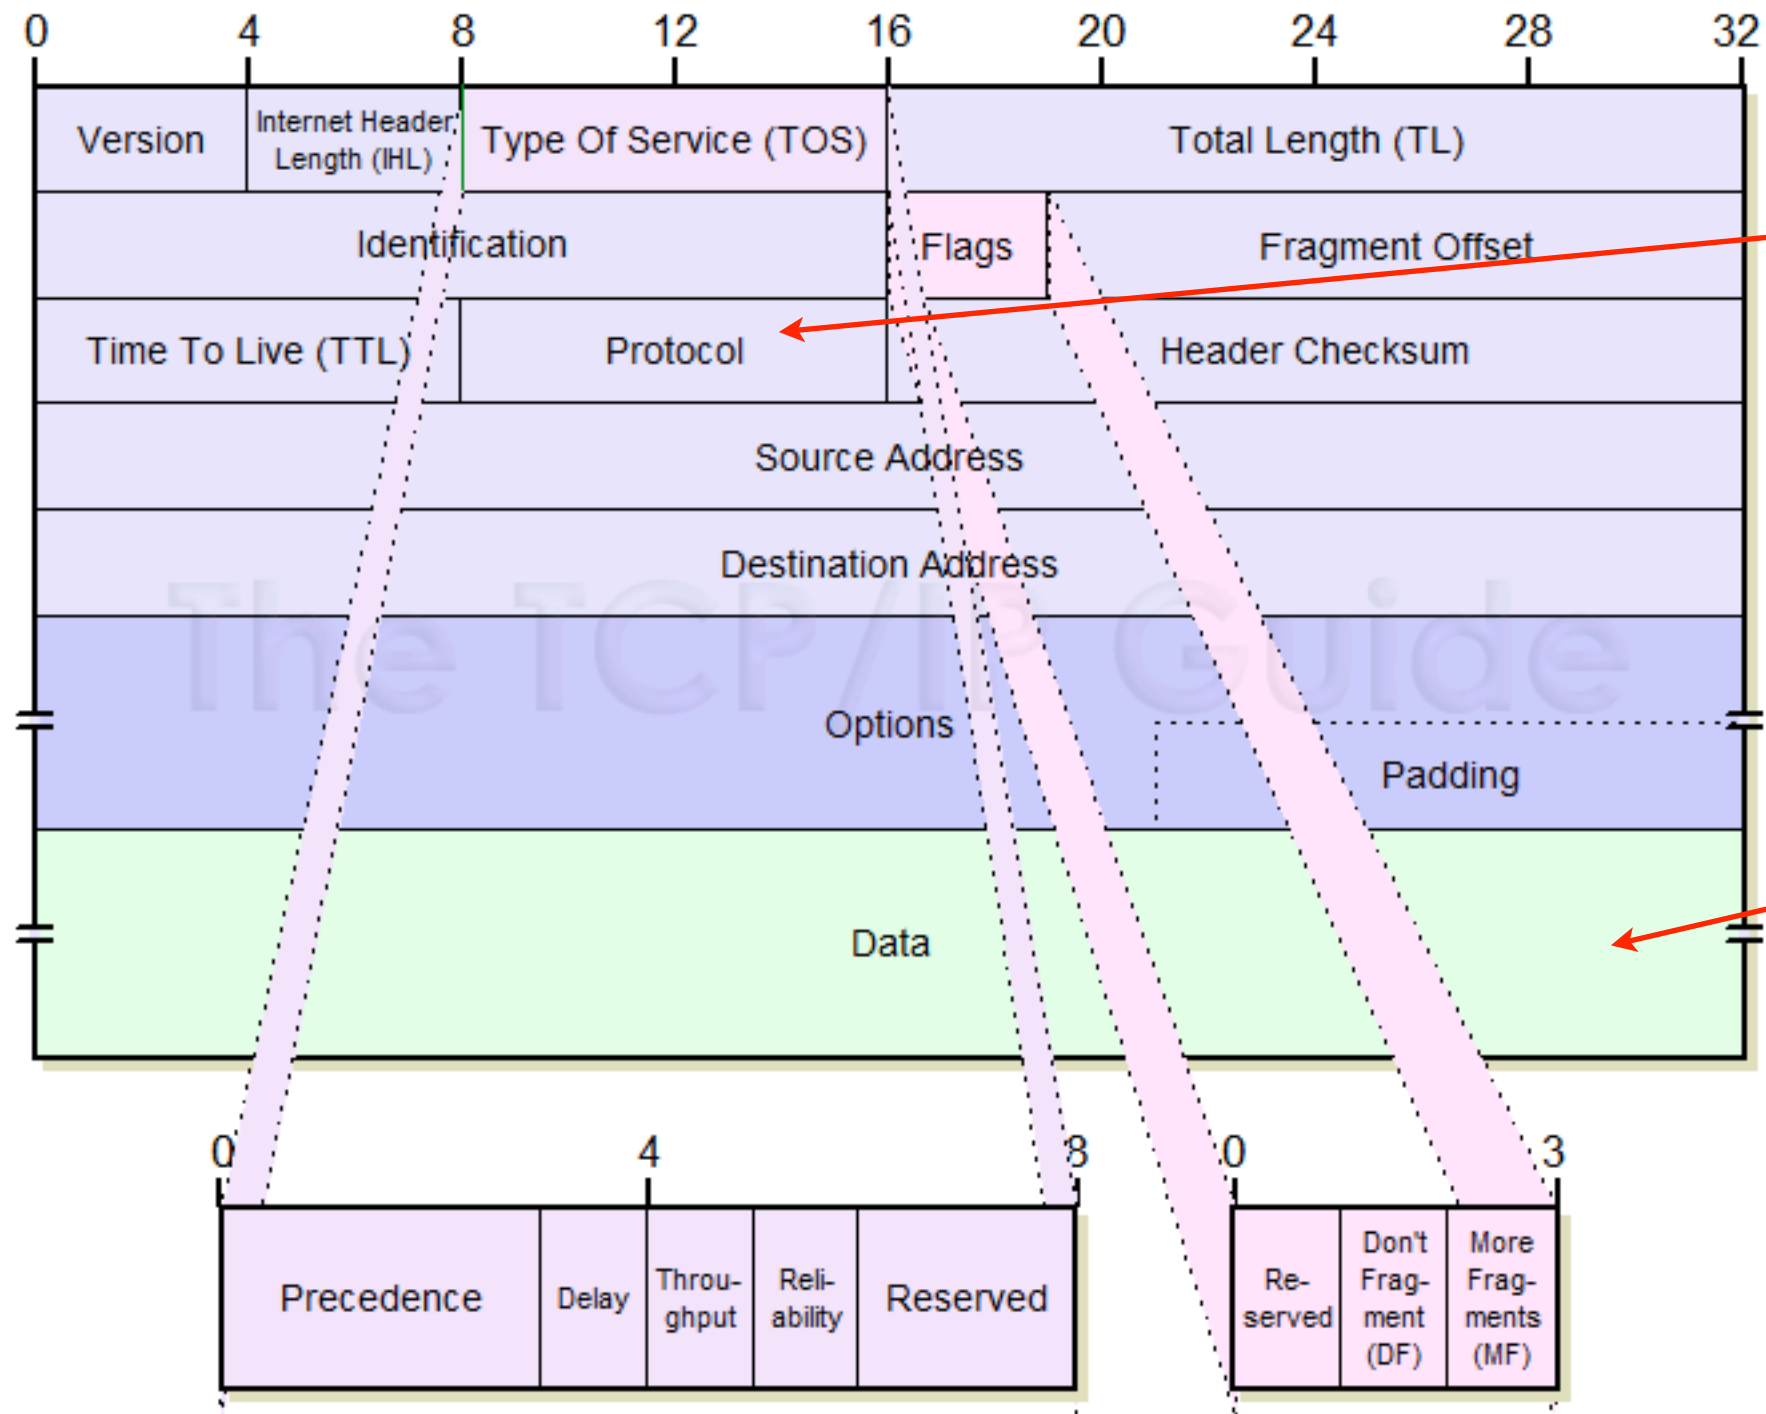 0 4 8 12 16 20 24 28 32
Version
Internet Header
Length (IHL)
Type Of Service (TOS)
Total Length (TL)
Identification
Flags
Fragment Offset
Time To Live (TTL)
Protocol
Header Checksum
Source Address
Destination Address
The TCP/IP Guide
Options
Padding
Data
0 4 8
0 3
Precedence
Delay
Throu-
ghput
Reli-
ability
Reserved
Re-
served
Don't
Frag-
ment
(DF)
More
Frag-
ments
(MF)